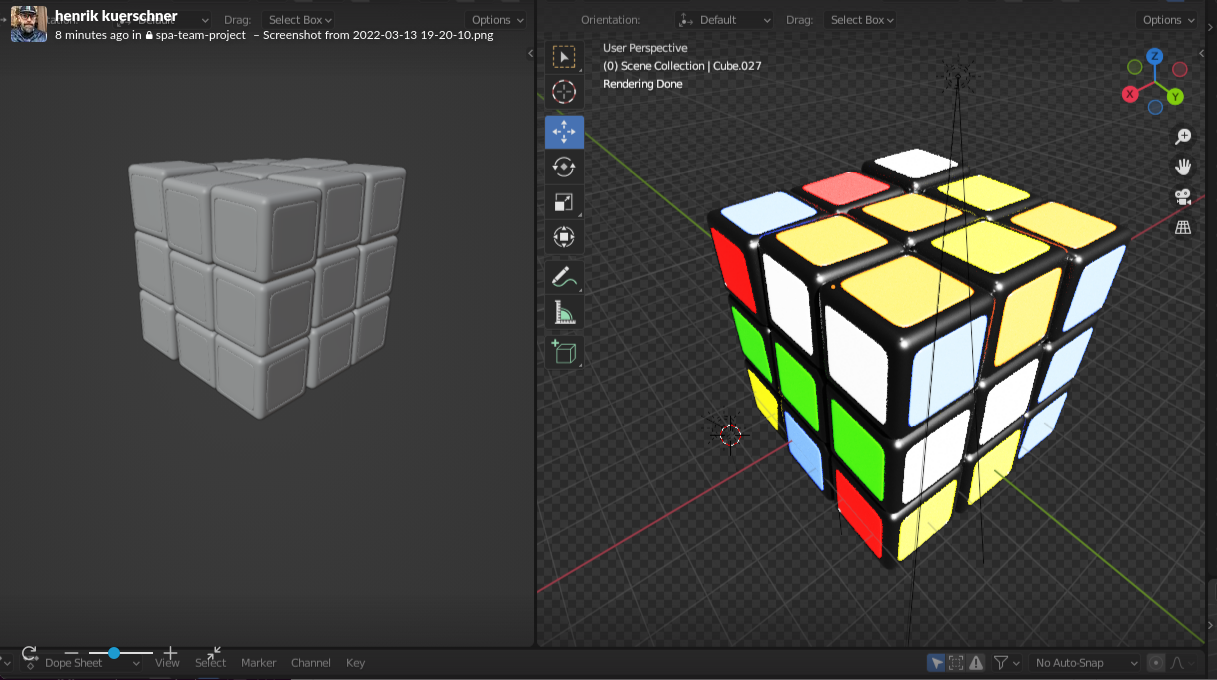 henrik kuerschner
8 minutes ago in spa-team-project – Screenshot from 2022-03-13 19-20-10.png
Drag: Select Box Options
Orientation: Default Drag: Select Box Options
User Perspective
(0) Scene Collection | Cube.027
Rendering Done
Z
X
Y
Dope Sheet View Select Marker Channel Key No Auto-Snap